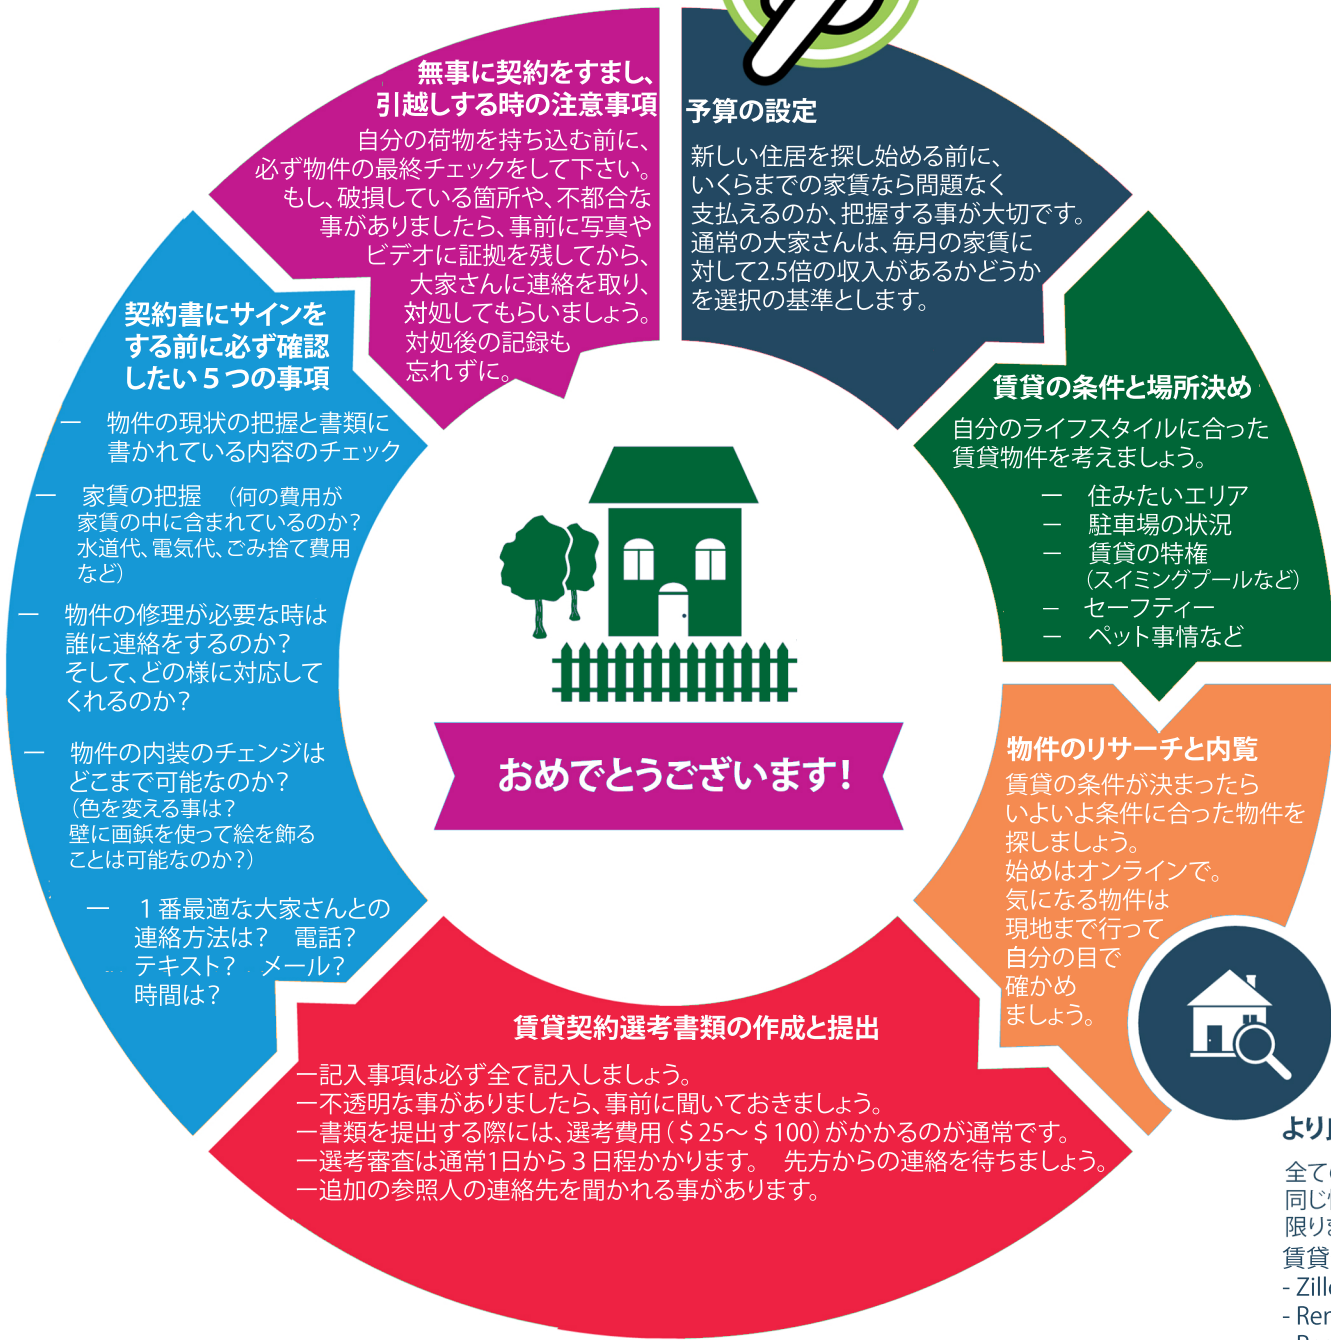 予算の設定
新しい住居を探し始める前に、
いくらまでの家賃なら問題なく
支払えるのか、把握する事が大切です。
通常の大家さんは、毎月の家賃に
対して2.5倍の収入があるかどうか
を選択の基準とします。
賃貸の条件と場所決め
自分のライフスタイルに合った
賃貸物件を考えましょう。
－ 住みたいエリア
－ 駐車場の状況
－ 賃貸の特権
（スイミングプールなど）
－ セーフティー
－ ペット事情など
物件のリサーチと内覧
賃貸の条件が決まったら
いよいよ条件に合った物件を
探しましょう。
始めはオンラインで。
気になる物件は
現地まで行って
自分の目で
確かめ
ましょう。
賃貸契約選考書類の作成と提出
－記入事項は必ず全て記入しましょう。
－不透明な事がありましたら、事前に聞いておきましょう。
－書類を提出する際には、選考費用（＄25～＄100）がかかるのが通常です。
－選考審査は通常1日から３日程かかります。 先方からの連絡を待ちましょう。
－追加の参照人の連絡先を聞かれる事があります。
契約書にサインを
する前に必ず確認
したい５つの事項
－ 物件の現状の把握と書類に
書かれている内容のチェック
－ 家賃の把握 （何の費用が
家賃の中に含まれているのか？
水道代、電気代、ごみ捨て費用
など）
－ 物件の修理が必要な時は
誰に連絡をするのか？
そして、どの様に対応して
くれるのか？
－ 物件の内装のチェンジは
どこまで可能なのか？
（色を変える事は？
壁に画鋲を使って絵を飾る
ことは可能なのか？）
－ １番最適な大家さんとの
連絡方法は？ 電話？
テキスト？ メール？
時間は？
無事に契約をすまし、
引越しする時の注意事項
自分の荷物を持ち込む前に、
必ず物件の最終チェックをして下さい。
もし、破損している箇所や、不都合な
事がありましたら、事前に写真や
ビデオに証拠を残してから、
大家さんに連絡を取り、
対処してもらいましょう。
対処後の記録も
忘れずに。
おめでとうございます！
より
全て
同じ
限りま
賃貸
- Zill
- Ren